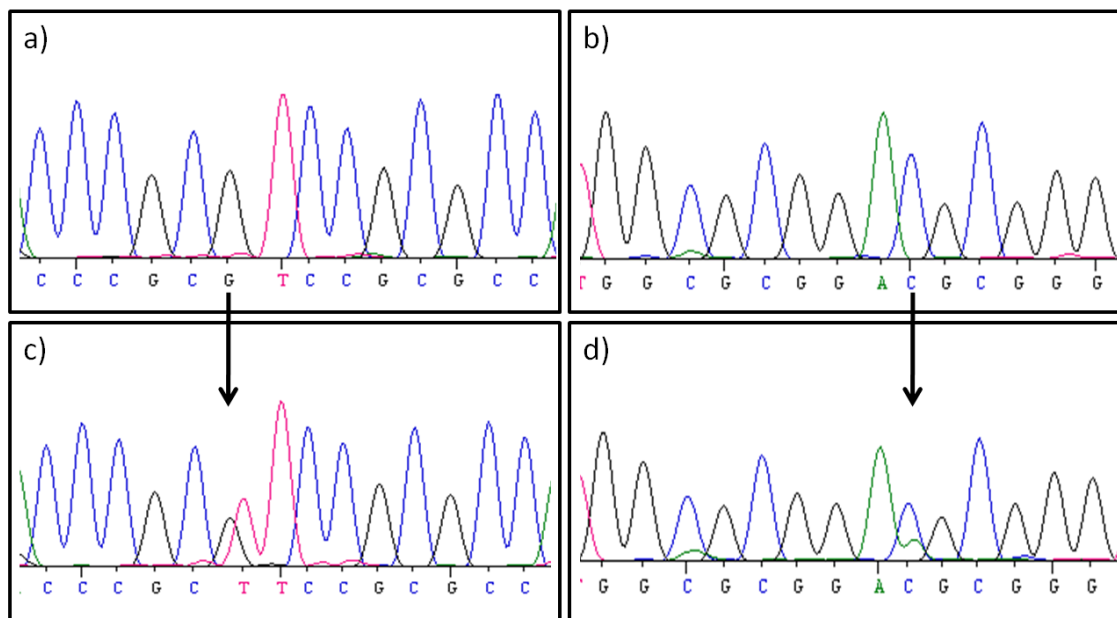 a)
C C C G C G T C C G C G C C
b)
T G G C G C G G A C G C G G G
c)
C C C G C T T C C G C G C C
d)
G G C G C G G A C G C G G G